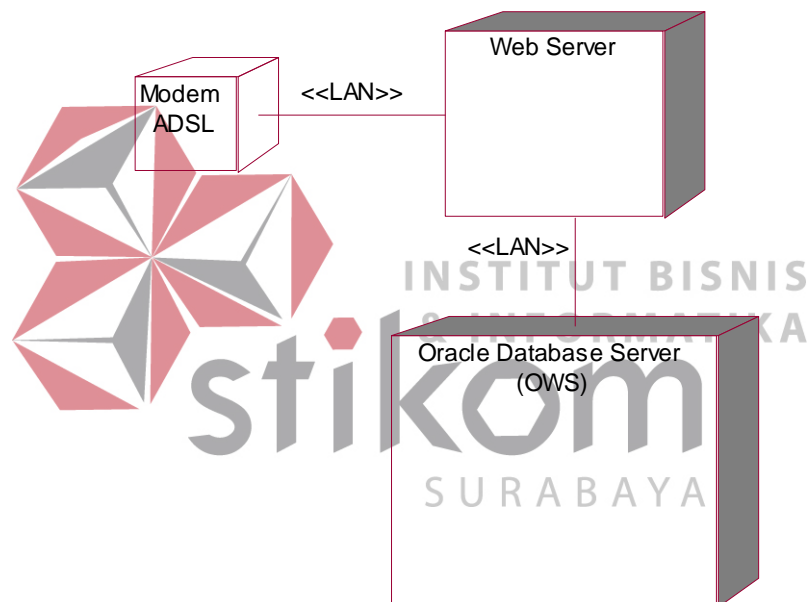 Web Server
Modem
ADSL
<<LAN>>
<<LAN>>
INSTITUT BISNIS
& INFORMATIKA
Oracle Database Server
(OWS)
stikom
SURABAYA